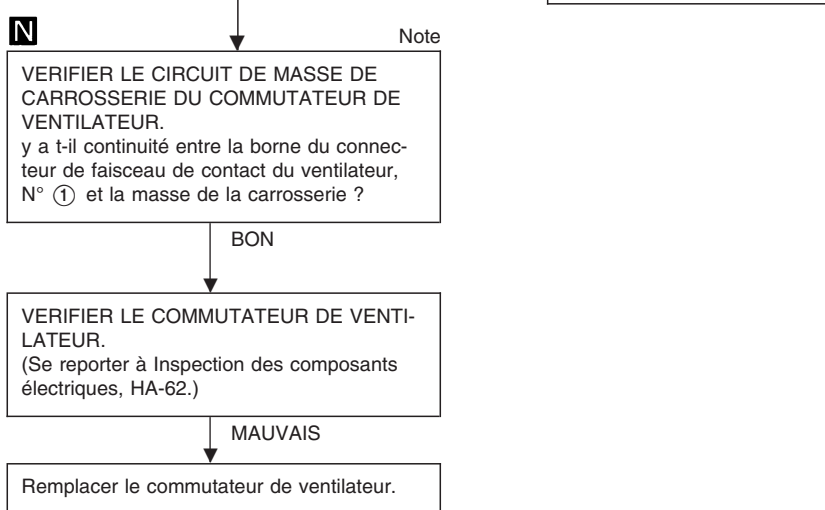 N
Note
VERIFIER LE CIRCUIT DE MASSE DE
CARROSSERIE DU COMMUTATEUR DE
VENTILATEUR.
y a t-il continuité entre la borne du connec-
teur de faisceau de contact du ventilateur,
N° ① et la masse de la carrosserie ?
BON
VERIFIER LE COMMUTATEUR DE VENTI-
LATEUR.
(Se reporter à Inspection des composants
électriques, HA-62.)
MAUVAIS
Remplacer le commutateur de ventilateur.